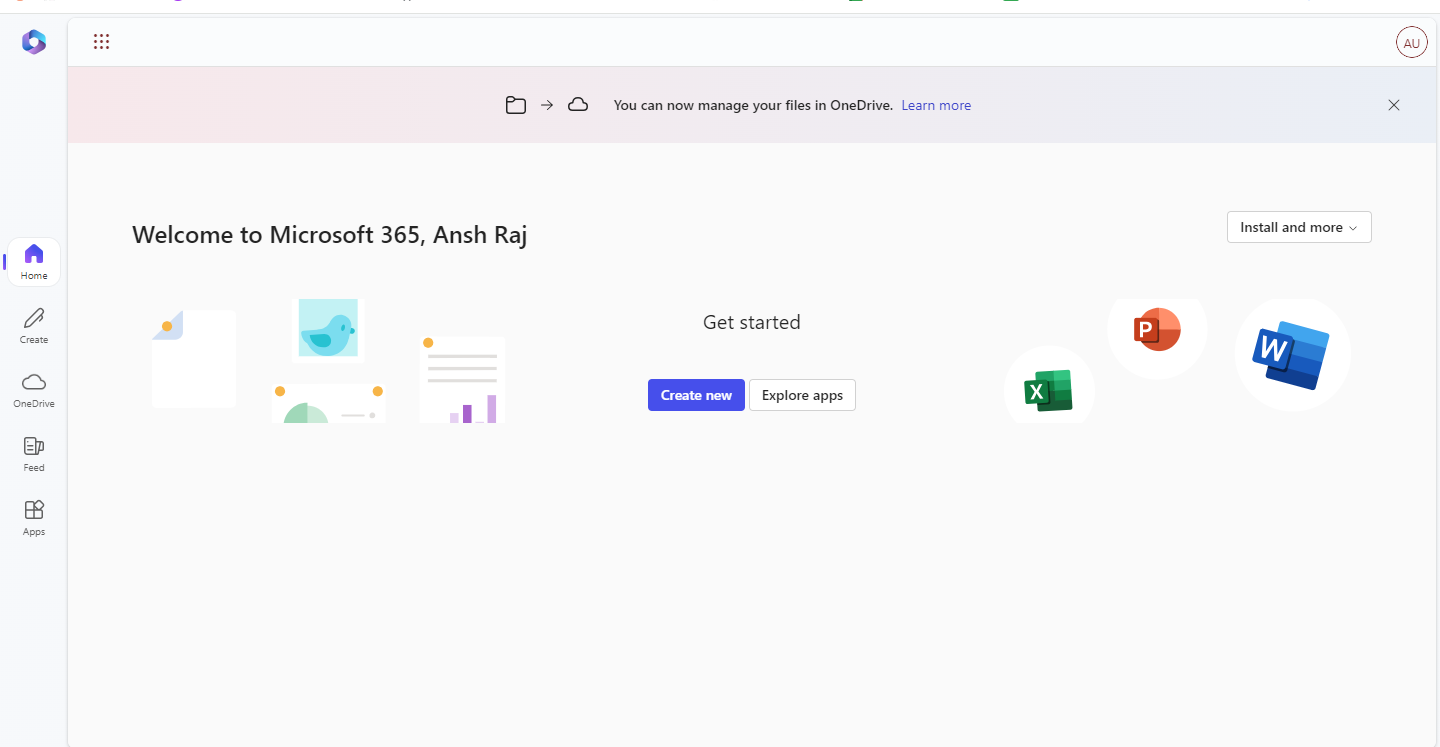 AU
You can now manage your files in OneDrive. Learn more
Welcome to Microsoft 365, Ansh Raj
Install and more
Home
Create
OneDrive
Feed
Apps
Get started
Create new
Explore apps
P
X
W